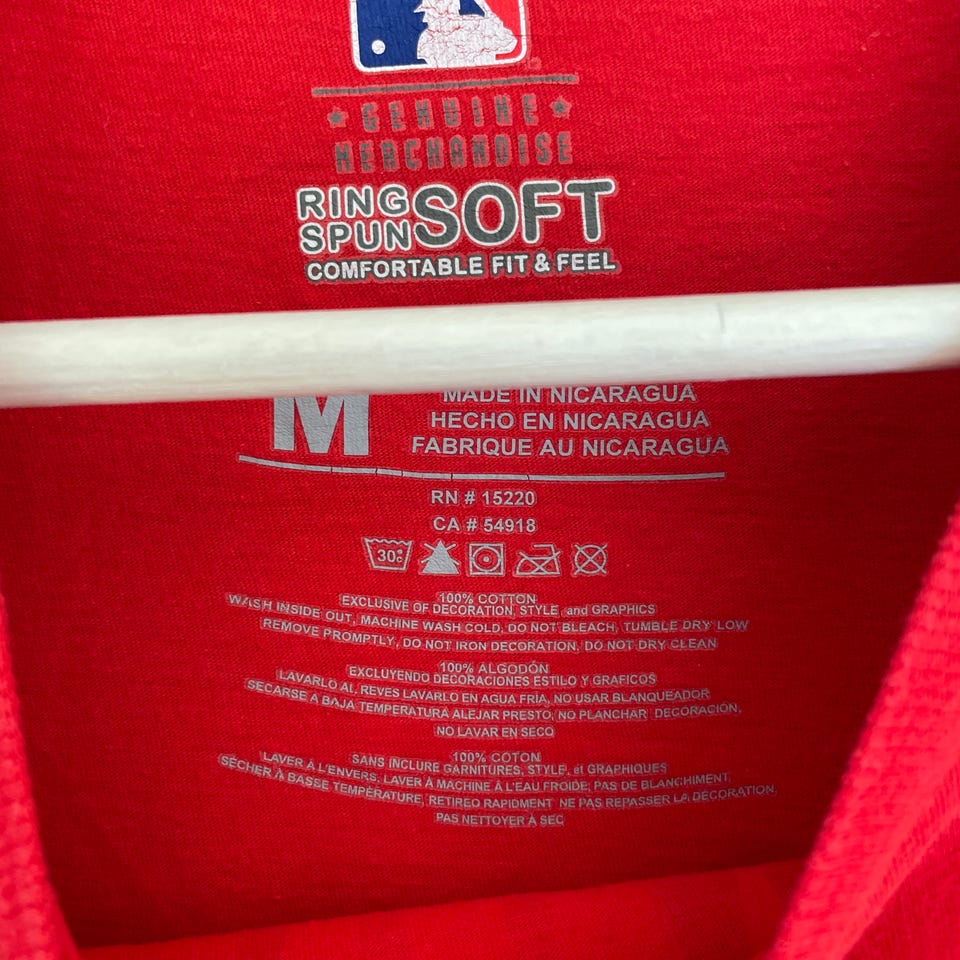 GENUINE
MERCHANDISE
RING
SPUN SOFT
COMFORTABLE FIT & FEEL
M
MADE IN NICARAGUA
HECHO EN NICARAGUA
FABRIQUE AU NICARAGUA
RN # 15220
CA # 54918
30°C
100% COTTON
EXCLUSIVE OF DECORATION, STYLE, and GRAPHICS
WASH INSIDE OUT, MACHINE WASH COLD, DO NOT BLEACH, TUMBLE DRY LOW
REMOVE PROMPTLY, DO NOT IRON DECORATION, DO NOT DRY CLEAN
100% ALGODÓN
EXCLUYENDO DECORACIONES ESTILO Y GRAFICOS
LAVARLO AL REVES LAVARLO EN AGUA FRÍA, NO USAR BLANQUEADOR
SECARSE A BAJA TEMPERATURA ALEJAR PRESTO, NO PLANCHAR DECORACIÓN,
NO LAVAR EN SECO
100% COTON
SANS INCLURE GARNITURES, STYLE, et GRAPHIQUES
LAVER À L'ENVERS, LAVER À MACHINE À L'EAU FROIDE, PAS DE BLANCHIMENT,
SÉCHER À BASSE TEMPÉRATURE, RETIREO RAPIDMENT NE PAS REPASSER LA DÉCORATION,
PAS NETTOYER À SEC